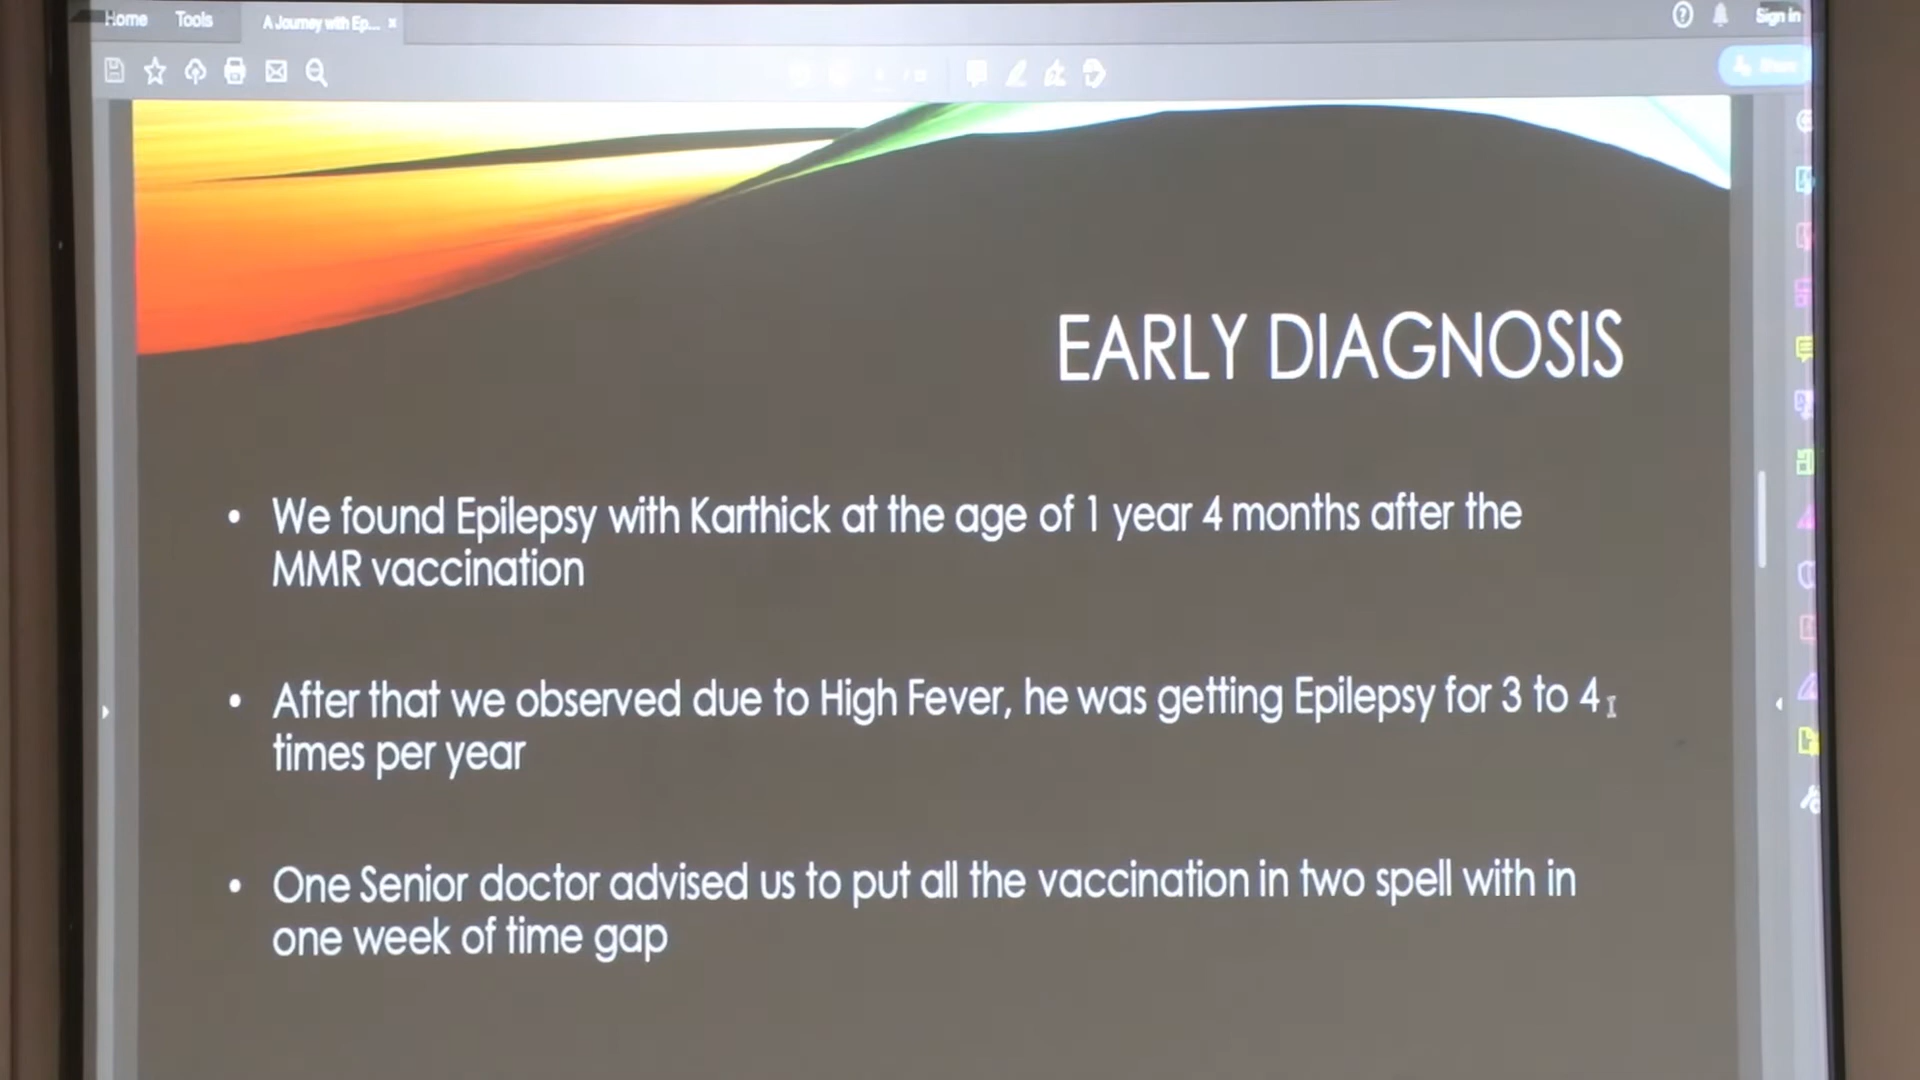 Home Tools A Journey with Ep... × Sign In
Share
EARLY DIAGNOSIS
• We found Epilepsy with Karthick at the age of 1 year 4 months after the
MMR vaccination
• After that we observed due to High Fever, he was getting Epilepsy for 3 to 4
times per year
• One Senior doctor advised us to put all the vaccination in two spell with in
one week of time gap